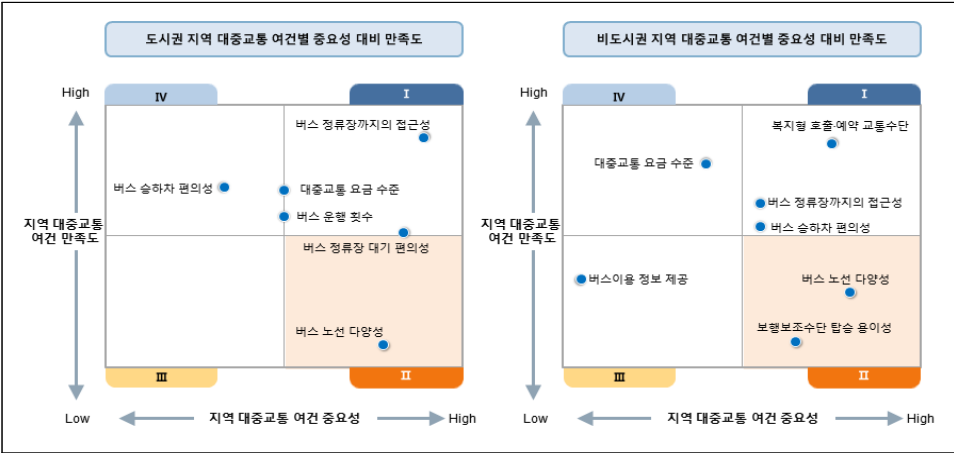 도시권 지역 대중교통 여건별 중요성 대비 만족도
High
IV
I
버스 정류장까지의 접근성
버스 승하차 편의성
대중교통 요금 수준
버스 운행 횟수
지역 대중교통
여건 만족도
버스 정류장 대기 편의성
버스 노선 다양성
III
II
Low
지역 대중교통 여건 중요성
High
비도시권 지역 대중교통 여건별 중요성 대비 만족도
High
IV
I
복지형 호출·예약 교통수단
대중교통 요금 수준
버스 정류장까지의 접근성
버스 승하차 편의성
지역 대중교통
여건 만족도
버스이용 정보 제공
버스 노선 다양성
보행보조수단 탑승 용이성
III
II
Low
지역 대중교통 여건 중요성
High